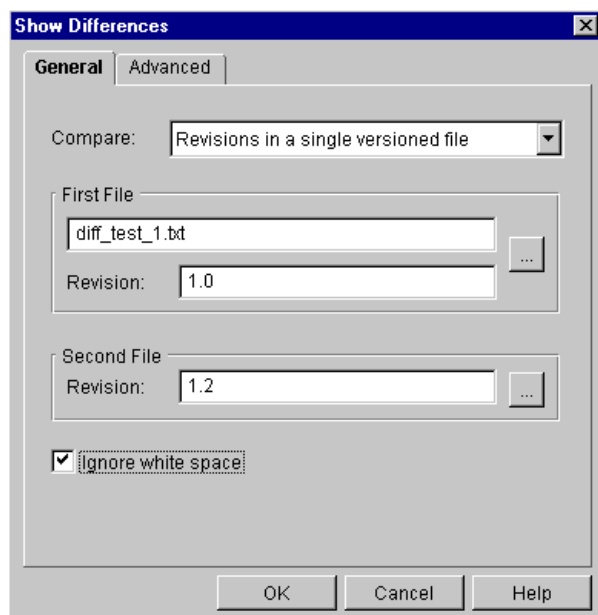 Show Differences
General Advanced
Compare: Revisions in a single versioned file
First File
diff_test_1.txt
...
Revision: 1.0
Second File
Revision: 1.2
...
Ignore white space
OK Cancel Help